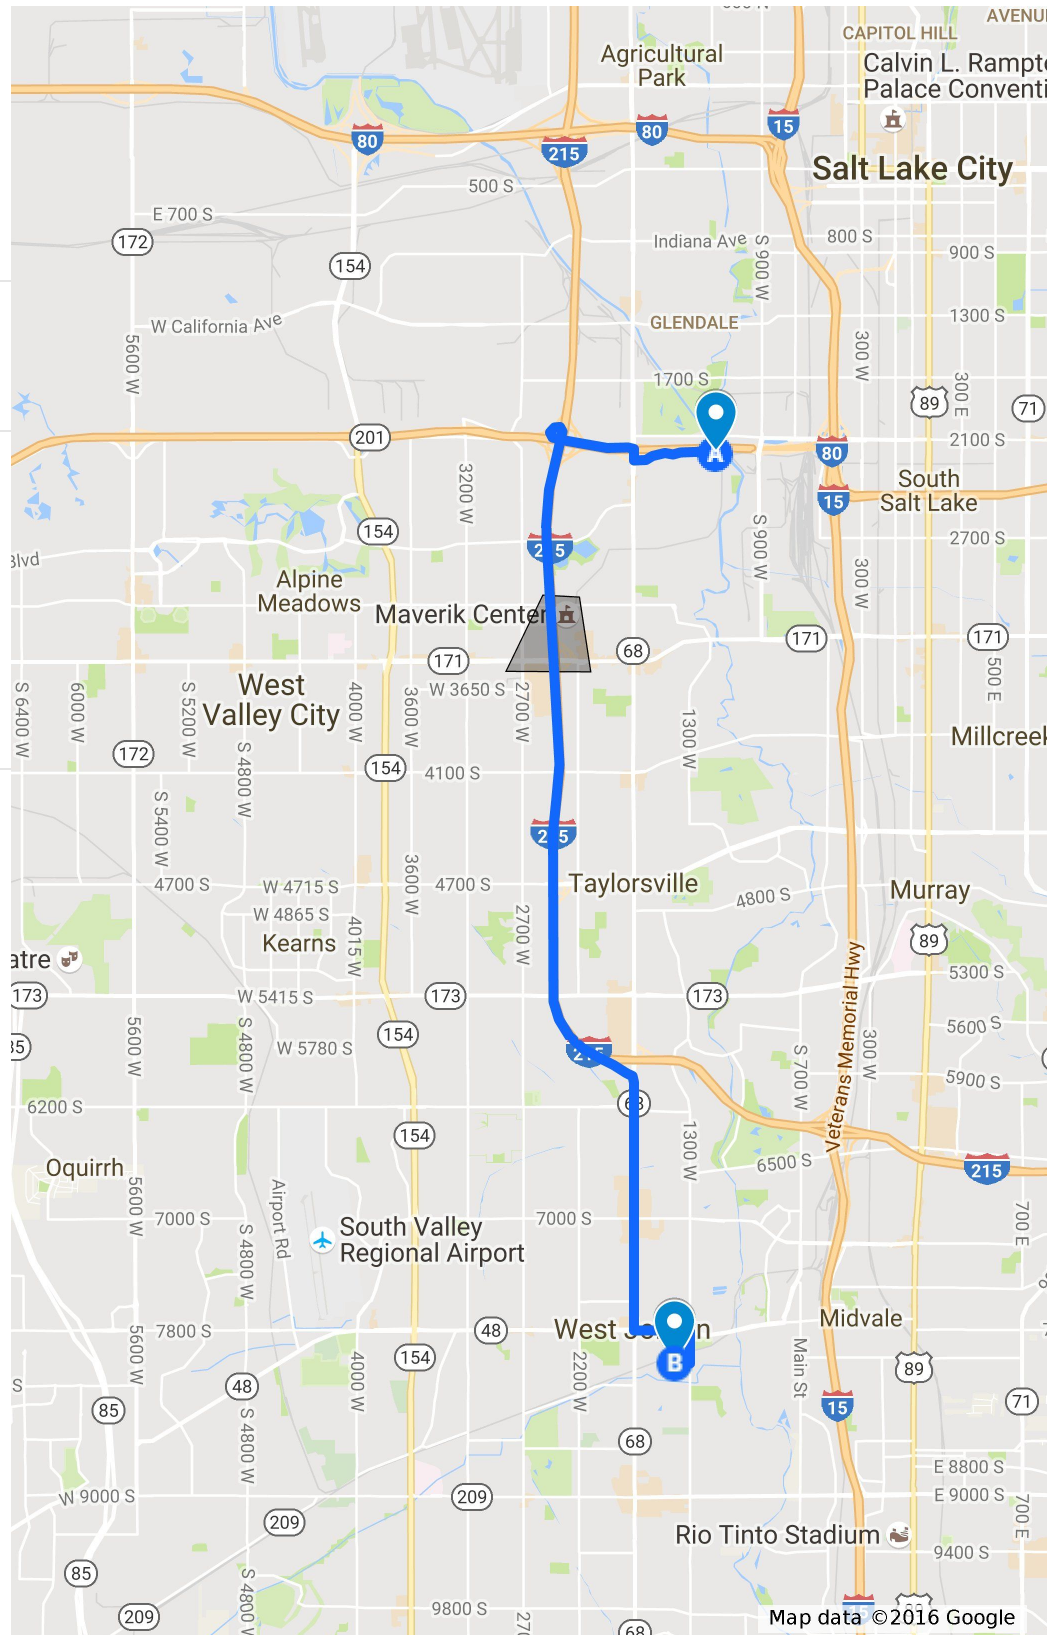 AVENU
CAPITOL HILL
Agricultural
Park
Calvin L. Rampt
Palace Conventi
80
215
80
15
Salt Lake City
500 S
E 700 S
172
154
Indiana Ave
S 900 W
800 S
900 S
W California Ave
GLENDALE
1300 S
5600 W
300 W
1700 S
300 E
89
71
A
201
2100 S
80
3200 W
South
Salt Lake
15
154
S 900 W
2700 S
Blvd
300 W
Alpine
Meadows
Maverik Center
171
68
171
171
West
Valley City
W 3650 S
S 6400 W
6000 W
S 5200 W
4000 W
3600 W
2700 W
1300 W
500 E
Millcreek
172
S 4800 W
154
4100 S
S 5400 W
3600 W
4700 S
W 4715 S
4700 S
Taylorsville
4800 S
Murray
W 4865 S
Kearns
4015 W
2700 W
89
atre
5300 S
173
W 5415 S
173
173
5600 W
S 4800 W
W 5780 S
154
5600 S
S 700 W
Veterans Memorial Hwy
300 W
5900 S
6200 S
68
154
1300 W
6500 S
215
Oquirrh
5600 W
Airport Rd
7000 S
S 4800 W
South Valley
Regional Airport
7000 S
700 E
7800 S
48
West Jordan
Midvale
5600 W
154
B
4000 W
2200 W
Main St
89
S
48
85
S 4800 W
15
71
68
E 8800 S
W 9000 S
209
E 9000 S
209
700 E
Rio Tinto Stadium
9400 S
85
S 4800 W
209
9800 S
68
Map data ©2016 Google